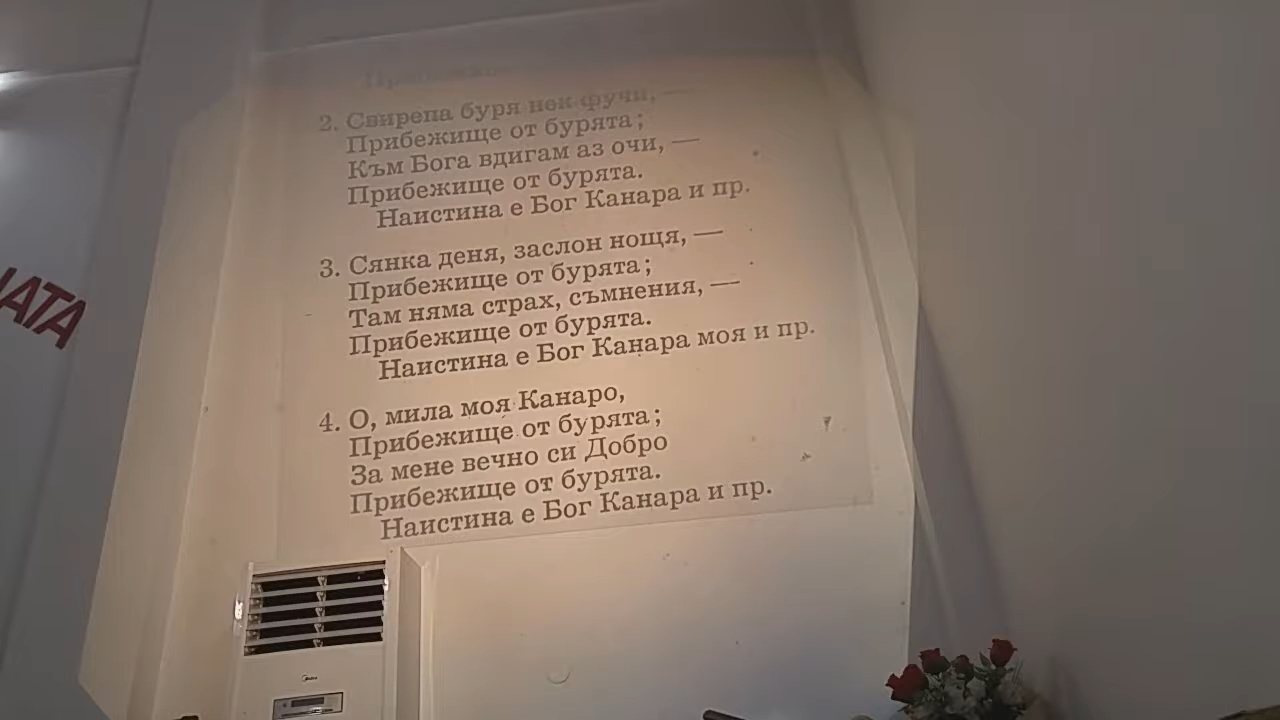 2. Свирепа буря нек фучи, —
Прибежище от бурята;
Към Бога вдигам аз очи, —
Прибежище от бурята.
Наистина е Бог Канара и пр.
3. Сянка деня, заслон нощя, —
Прибежище от бурята;
Там няма страх, съмнения, —
Прибежище от бурята.
Наистина е Бог Канара моя и пр.
4. О, мила моя Канаро,
Прибежище от бурята;
За мене вечно си Добро
Прибежище от бурята.
Наистина е Бог Канара и пр.
Midea